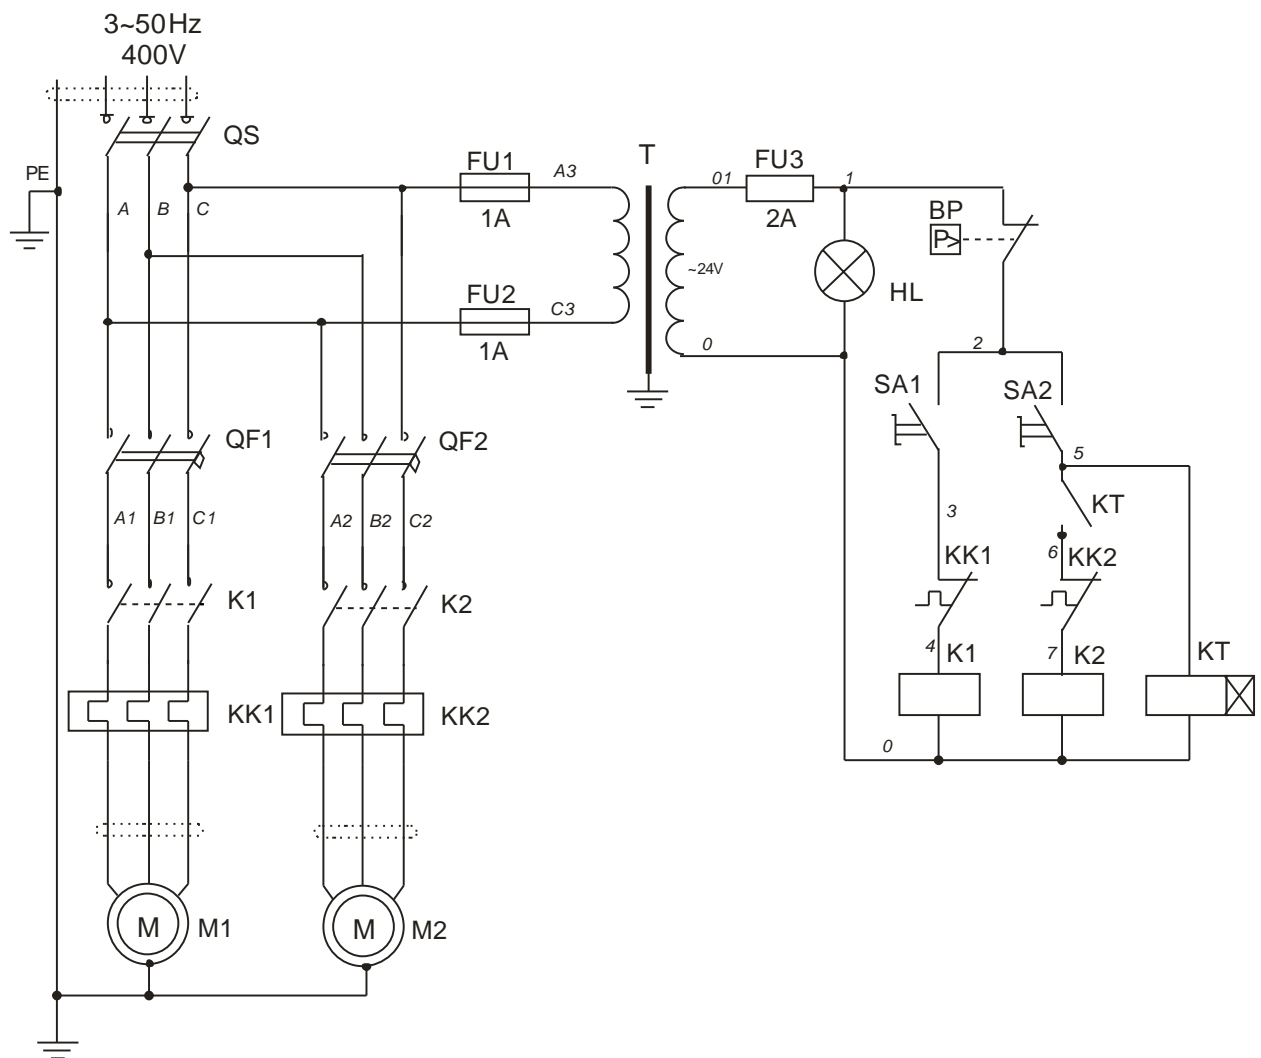 3~50Hz
400V
QS
PE
A
B
C
FU1
A3
1A
T
01
FU3
2A
1
BP
P>
~24V
HL
FU2
C3
1A
0
2
SA1
SA2
QF1
QF2
5
A1
B1
C1
A2
B2
C2
3
KT
6
KK1
KK2
K1
K2
4
K1
7
K2
KT
KK1
KK2
0
M
M1
M
M2